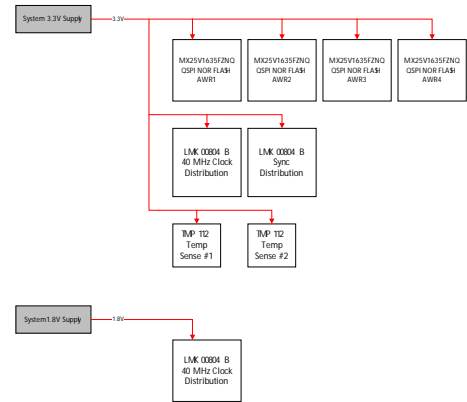 System 3.3V Supply
3.3V
MX25V1635FZNQ
QSPI NOR FLASH
AWR1
MX25V1635FZNQ
QSPI NOR FLASH
AWR2
MX25V1635FZNQ
QSPI NOR FLASH
AWR3
MX25V1635FZNQ
QSPI NOR FLASH
AWR4
LMK 00804 B
40 MHz Clock
Distribution
LMK 00804 B
Sync
Distribution
TMP 112
Temp
Sense #1
TMP 112
Temp
Sense #2
System1.8V Supply
1.8V
LMK 00804 B
40 MHz Clock
Distribution